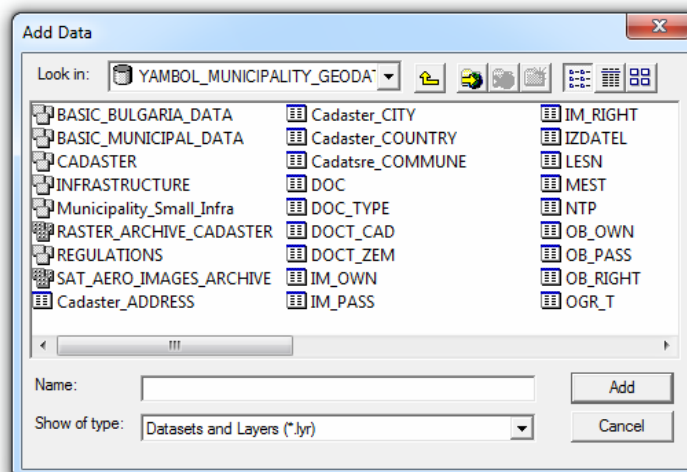 Add Data
Look in: YAMBOL_MUNICIPALITY_GEODAT
BASIC_BULGARIA_DATA
BASIC_MUNICIPAL_DATA
CADASTER
INFRASTRUCTURE
Municipality_Small_Infra
RASTER_ARCHIVE_CADASTER
REGULATIONS
SAT_AERO_IMAGES_ARCHIVE
Cadaster_ADDRESS
Cadaster_CITY
Cadaster_COUNTRY
Cadatsre_COMMUNE
DOC
DOC_TYPE
DOCT_CAD
DOCT_ZEM
IM_OWN
IM_PASS
IM_RIGHT
IZDATEL
LESN
MEST
NTP
OB_OWN
OB_PASS
OB_RIGHT
OGR_T
Name:
Add
Show of type: Datasets and Layers (*.lyr)
Cancel